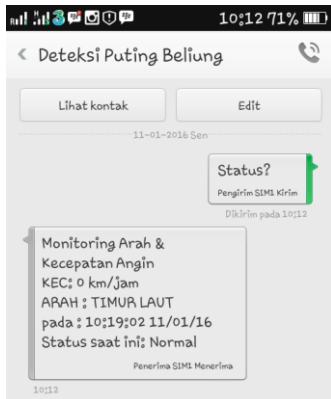 10:12 71%
Deteksi Puting Beliung
Lihat kontak
Edit
11-01-2016 Sen
Status?
Pengirim SIM1 Kirim
Dikirim pada 10:12
Monitoring Arah &
Kecepatan Angin
KEC: 0 km/jam
ARAH : TIMUR LAUT
pada : 10:19:02 11/01/16
Status saat ini: Normal
Penerima SIM1 Menerima
10:12